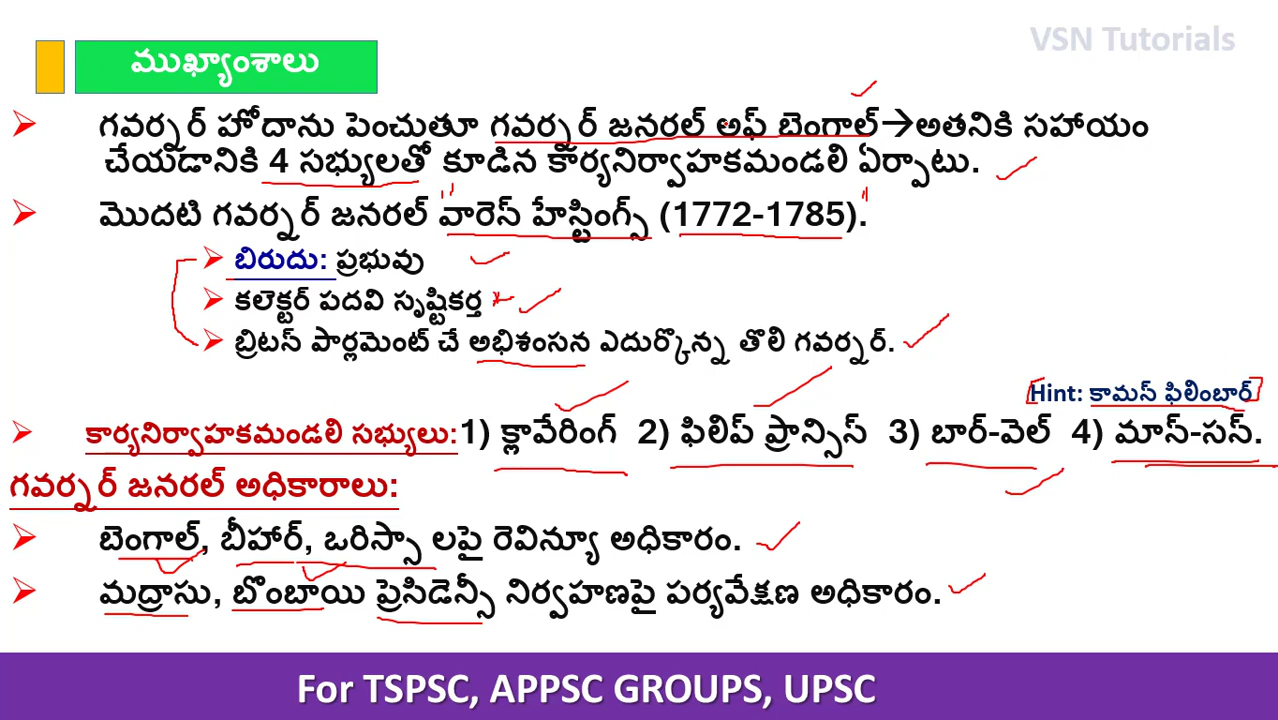 VSN Tutorials
ముఖ్యాంశాలు
గవర్నర్ హోదాను పెంచుతూ గవర్నర్ జనరల్ అఫ్ బెంగాల్→అతనికి సహాయం
చేయడానికి 4 సభ్యులతో కూడిన కార్యనిర్వాహకమండలి ఏర్పాటు.
మొదటి గవర్నర్ జనరల్ వారెస్ హేస్టింగ్స్ (1772-1785).
బిరుదు: ప్రభువు
కలెక్టర్ పదవి సృష్టికర్త
బ్రిటస్ పార్లమెంట్ చే అభిశంసన ఎదుర్కొన్న తొలి గవర్నర్.
Hint: కామస్ ఫిలింబార్
కార్యనిర్వాహకమండలి సభ్యులు:1) క్లావేరింగ్ 2) ఫిలిప్ ప్రాన్సిస్ 3) బార్-వెల్ 4) మాస్-సస్.
గవర్నర్ జనరల్ అధికారాలు:
బెంగాల్, బీహార్, ఒరిస్సా లపై రెవిన్యూ అధికారం.
మద్రాసు, బొంబాయి ప్రెసిడెన్సీ నిర్వహణపై పర్యవేక్షణ అధికారం.
For TSPSC, APPSC GROUPS, UPSC